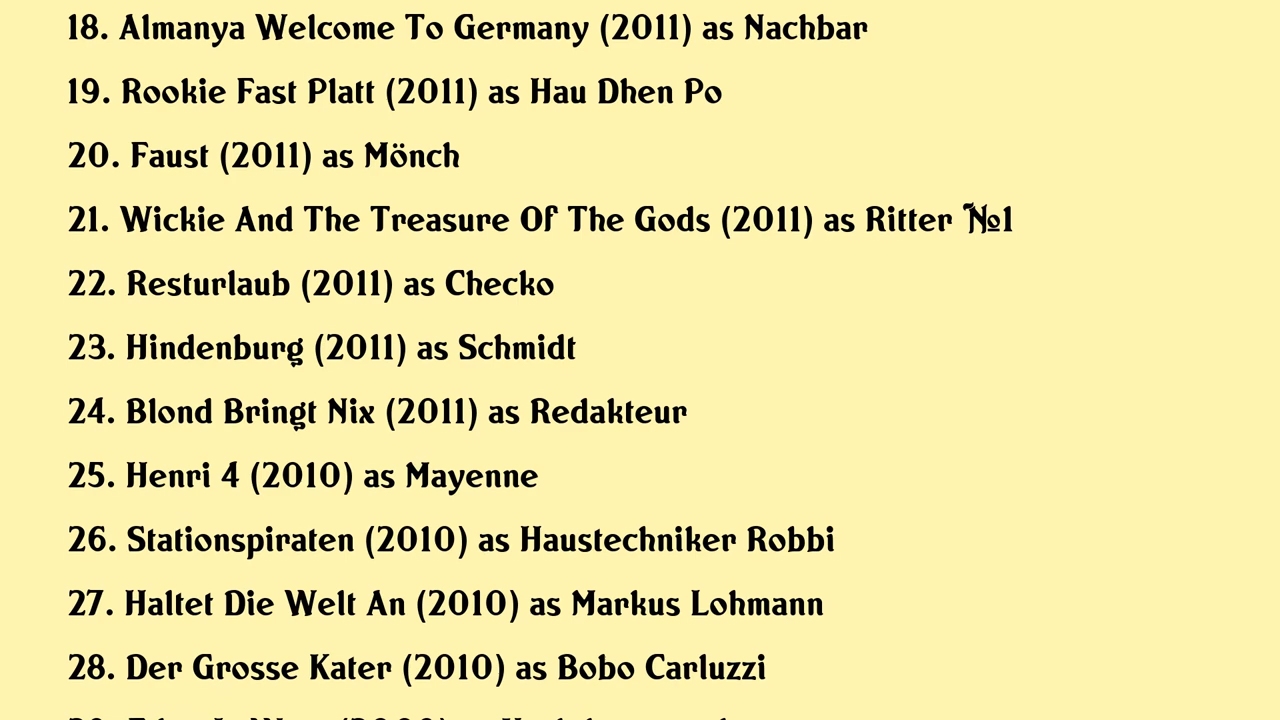 18. Almanya Welcome To Germany (2011) as Nachbar
19. Rookie Fast Platt (2011) as Hau Dhen Po
20. Faust (2011) as Mönch
21. Wickie And The Treasure Of The Gods (2011) as Ritter №1
22. Resturlaub (2011) as Checko
23. Hindenburg (2011) as Schmidt
24. Blond Bringt Nix (2011) as Redakteur
25. Henri 4 (2010) as Mayenne
26. Stationspiraten (2010) as Haustechniker Robbi
27. Haltet Die Welt An (2010) as Markus Lohmann
28. Der Grosse Kater (2010) as Bobo Carluzzi